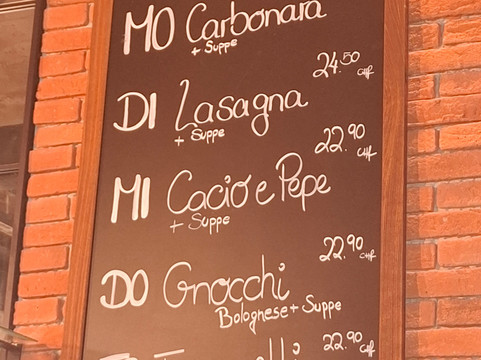 MO Carbonara
+ Suppe
24.50 CHF
DI Lasagna
+ Suppe
22.90 CHF
MI Cacio e Pepe
+ Suppe
22.90 CHF
DO Gnocchi
Bolognese + Suppe
22.90 CHF